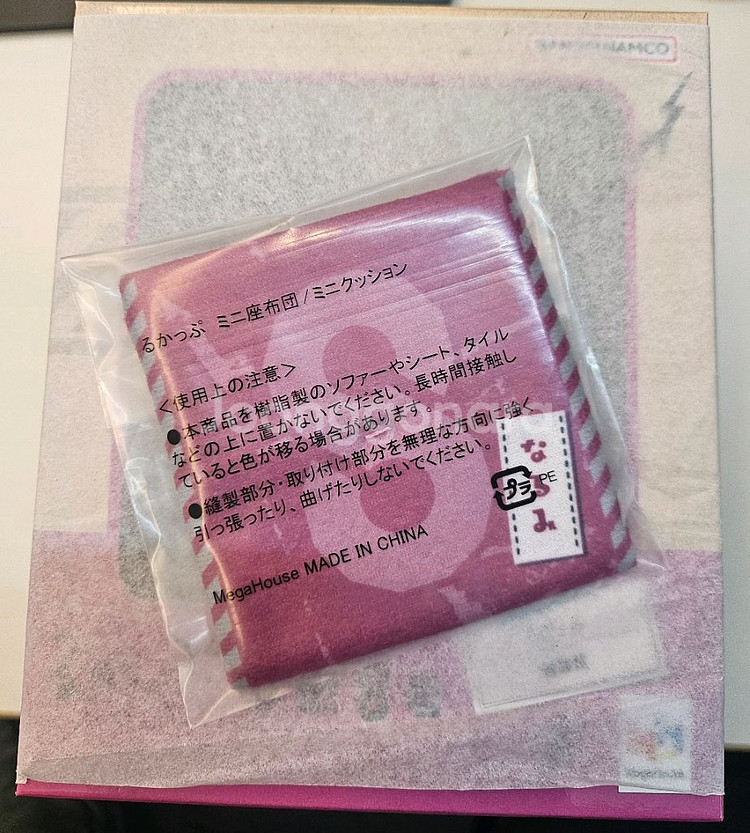 BANDAI NAMCO
るかっぷ ミニ座布団/ミニクッション
<使用上の注意>
●本商品を樹脂製のソファーやシート、タイル
などの上に置かないでください。長時間接触し
ていると色が移る場合があります。
●縫製部分・取り付け部分を無理な方向に強く
引っ張ったり、曲げたりしないでください。
プラ PE
なるみ
8
MegaHouse MADE IN CHINA